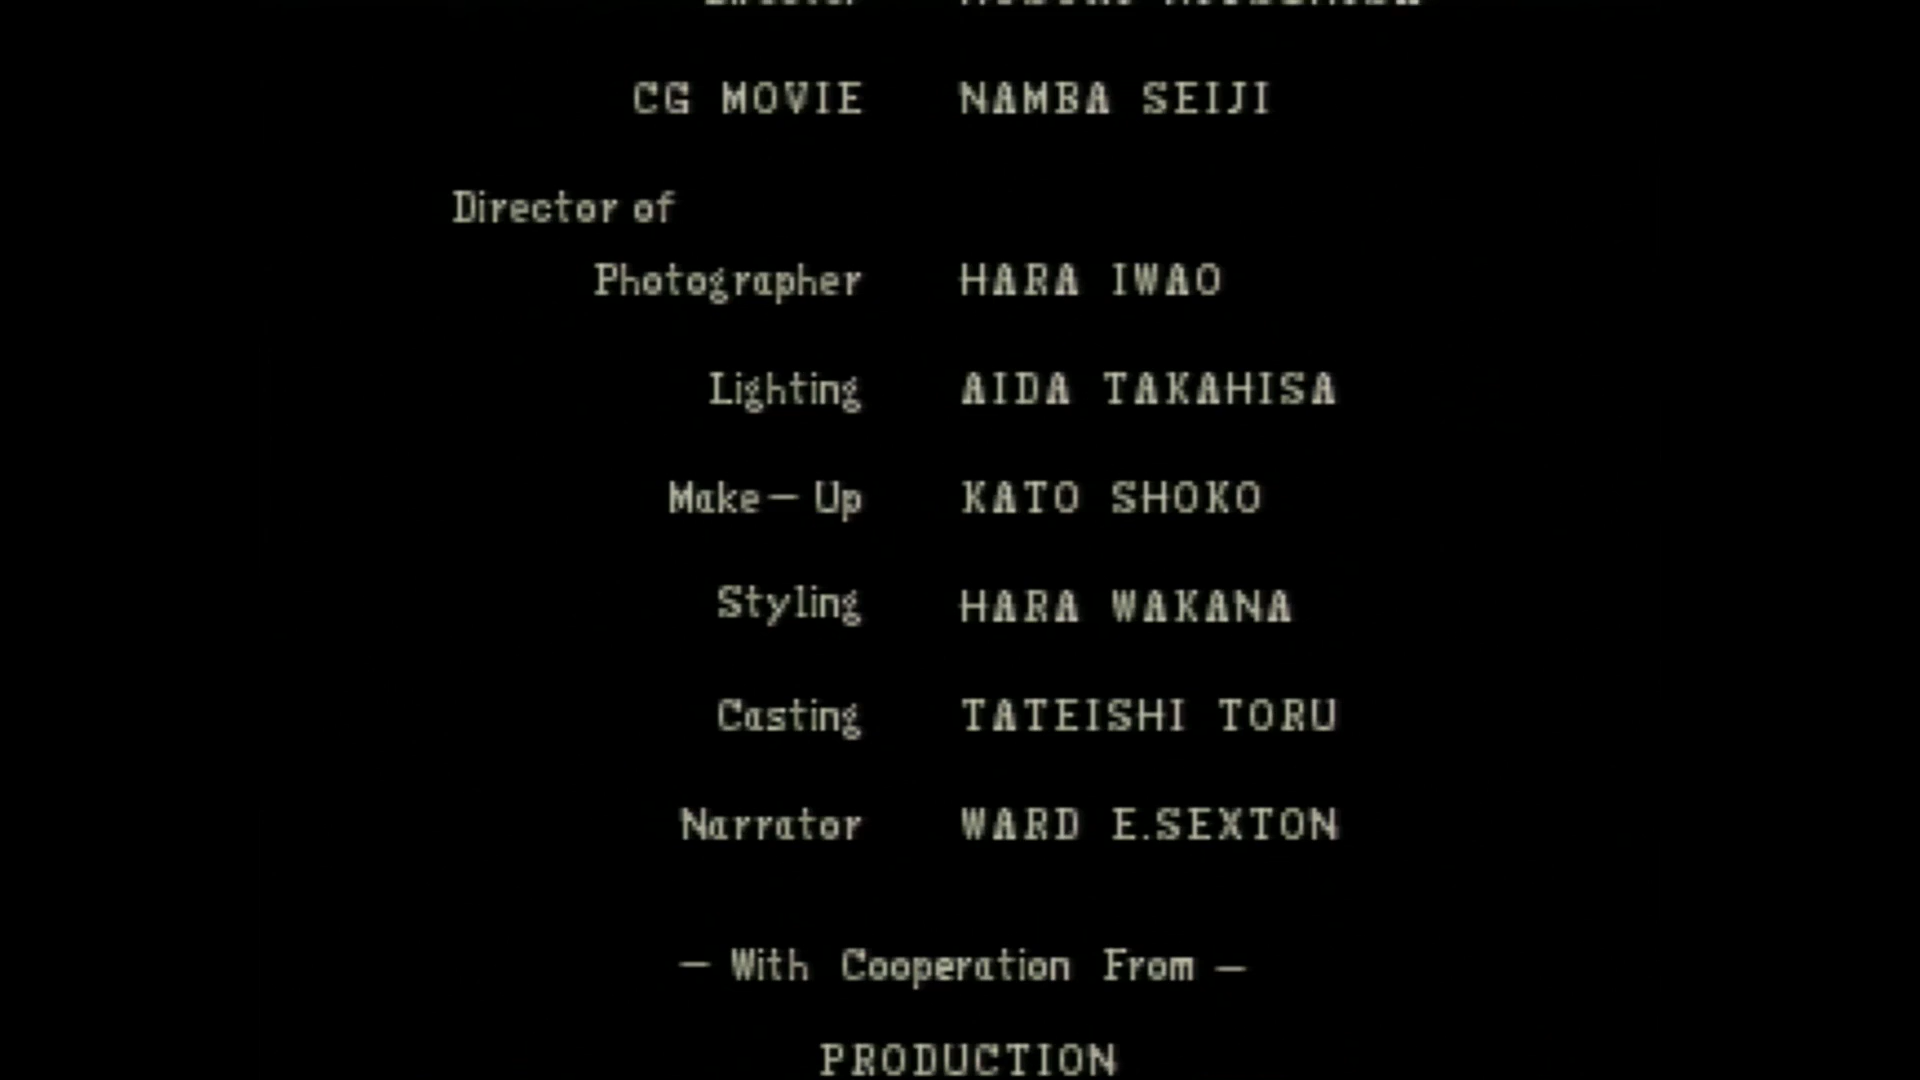 CG MOVIE NAMBA SEIJI
Director of
Photographer HARA IWAO
Lighting AIDA TAKAHISA
Make— Up KATO SHOKO
Styling HARA WAKANA
Casting TATEISHI TORU
Narrator WARD E.SEXTON
— With Cooperation From —
PRODUCTION